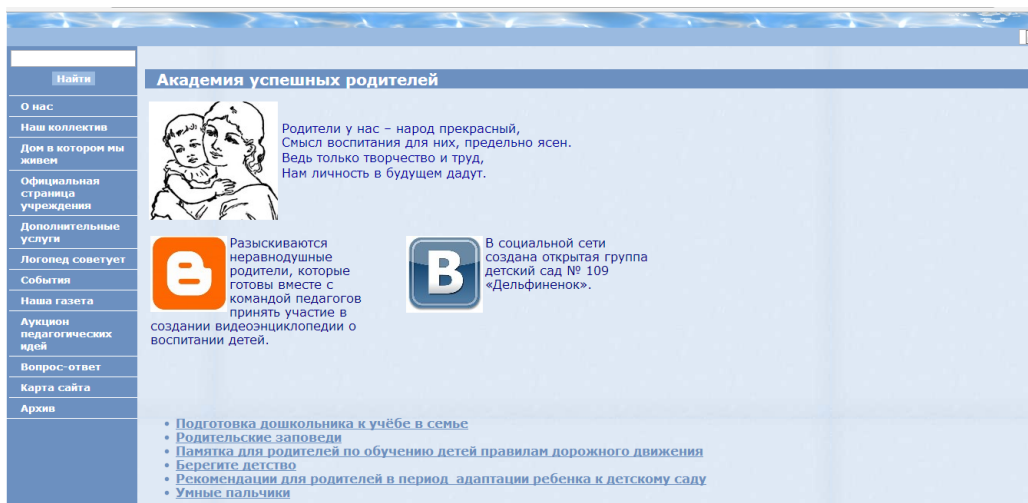 Найти
О нас
Наш коллектив
Дом в котором мы
живем
Официальная
страница
учреждения
Дополнительные
услуги
Логопед советует
События
Наша газета
Аукцион
педагогических
идей
Вопрос-ответ
Карта сайта
Архив
Академия успешных родителей
Родители у нас – народ прекрасный,
Смысл воспитания для них, предельно ясен.
Ведь только творчество и труд,
Нам личность в будущем дадут.
Разыскиваются
неравнодушные
родители, которые
готовы вместе с
командой педагогов
принять участие в
создании видеоэнциклопедии о
воспитании детей.
В
В социальной сети
создана открытая группа
детский сад № 109
«Дельфиненок».
Подготовка дошкольника к учёбе в семье
Родительские заповеди
Памятка для родителей по обучению детей правилам дорожного движения
Берегите детство
Рекомендации для родителей в период адаптации ребенка к детскому саду
Умные пальчики